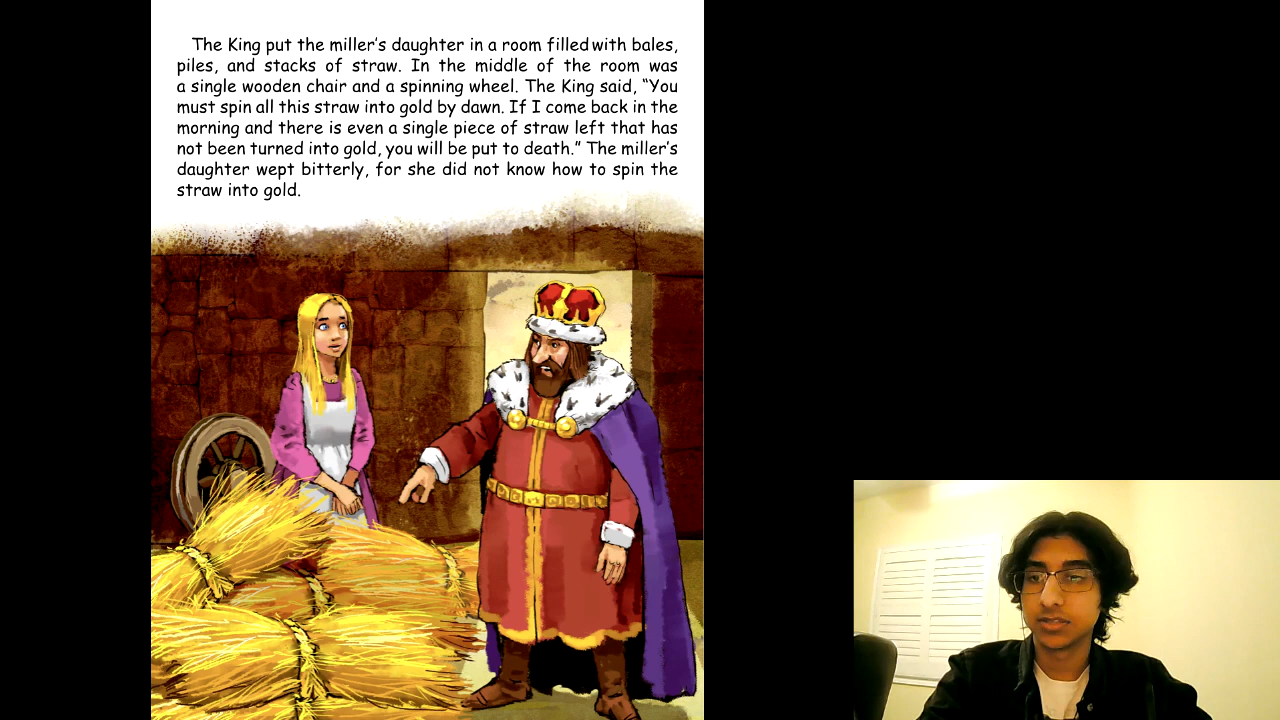 The King put the miller's daughter in a room filled with bales,
piles, and stacks of straw. In the middle of the room was
a single wooden chair and a spinning wheel. The King said, “You
must spin all this straw into gold by dawn. If I come back in the
morning and there is even a single piece of straw left that has
not been turned into gold, you will be put to death.” The miller's
daughter wept bitterly, for she did not know how to spin the
straw into gold.